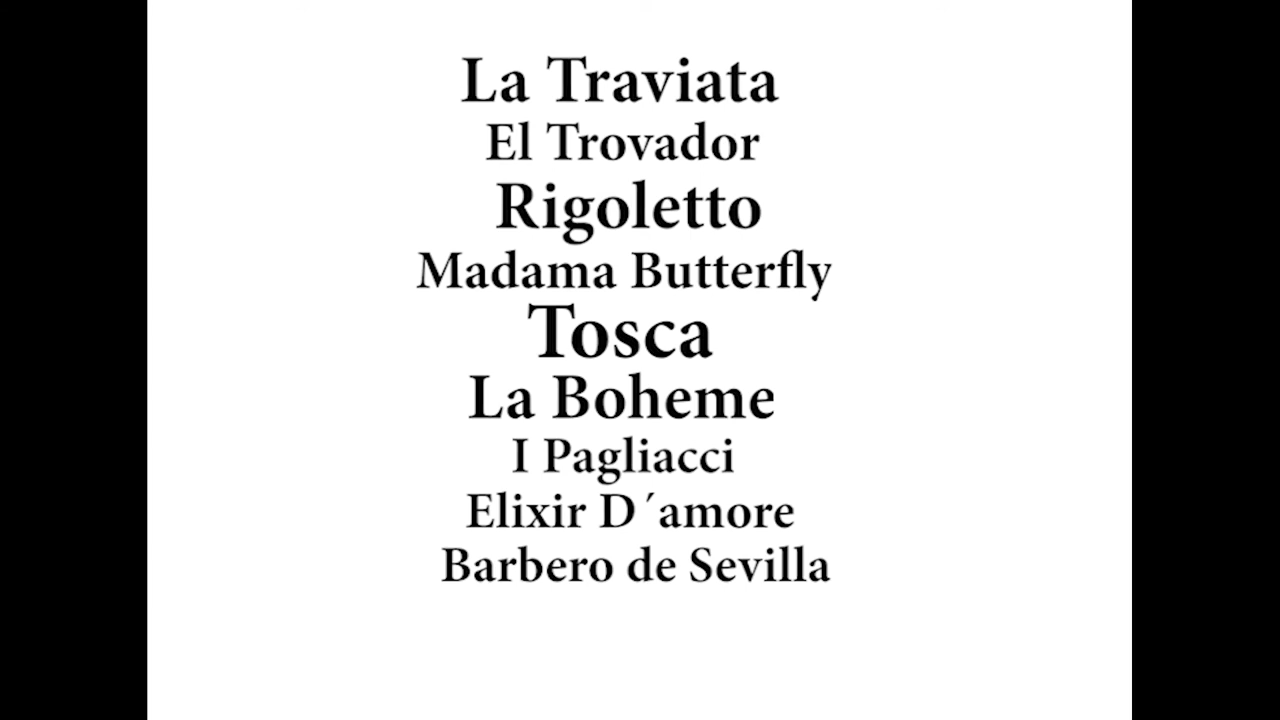 La Traviata
El Trovador
Rigoletto
Madama Butterfly
Tosca
La Boheme
I Pagliacci
Elixir D´amore
Barbero de Sevilla